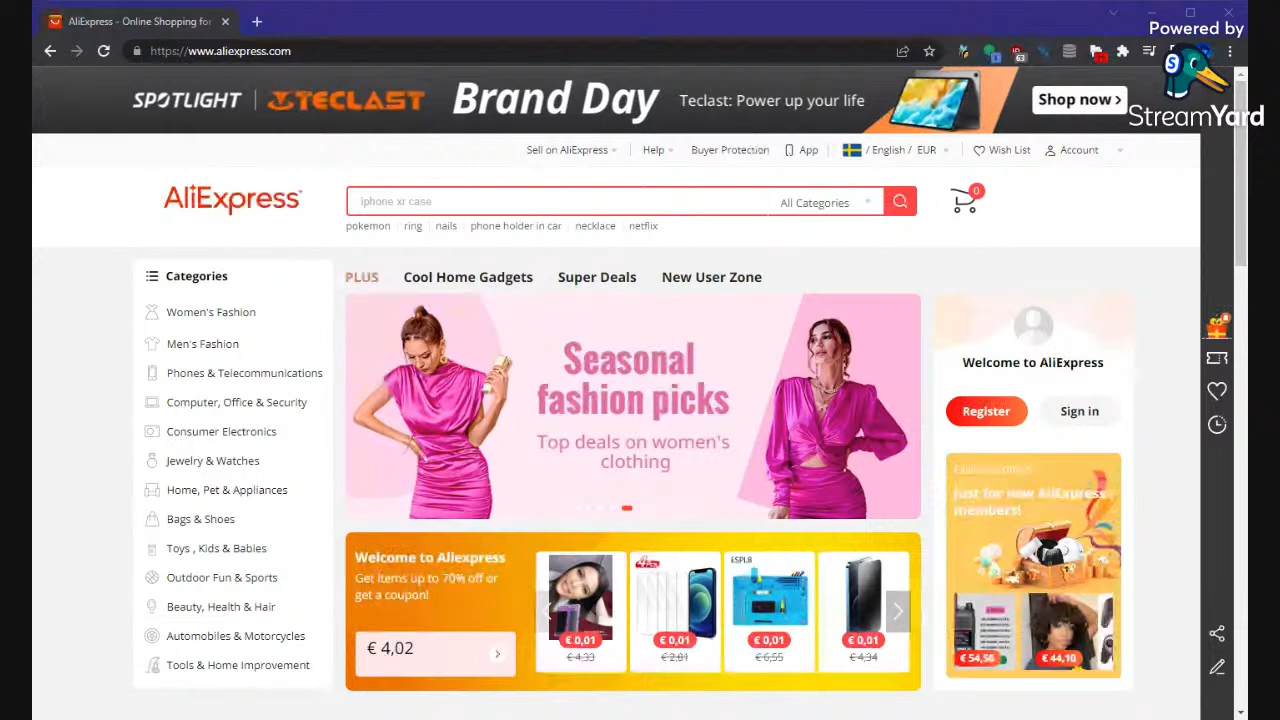 AliExpress - Online Shopping for
Powered by
https://www.aliexpress.com
StreamYard
SPOTLIGHT | TECLAST Brand Day Teclast: Power up your life Shop now >
Sell on AliExpress Help Buyer Protection App / English / EUR Wish List Account
AliExpress iphone xr case All Categories 0
pokemon ring nails phone holder in car necklace netflix
Categories
Women's Fashion
Men's Fashion
Phones & Telecommunications
Computer, Office & Security
Consumer Electronics
Jewelry & Watches
Home, Pet & Appliances
Bags & Shoes
Toys , Kids & Babies
Outdoor Fun & Sports
Beauty, Health & Hair
Automobiles & Motorcycles
Tools & Home Improvement
PLUS Cool Home Gadgets Super Deals New User Zone
Seasonal
fashion picks
Top deals on women's
clothing
Welcome to AliExpress
Register Sign in
Just for new AliExpress
members!
€ 54,56 € 44,10
Welcome to Aliexpress
Get items up to 70% off or
get a coupon!
€ 4,02
ESPLB
€ 0,01 € 0,01 € 0,01 € 0,01
€ 4,33 € 2,81 € 6,55 € 4,34